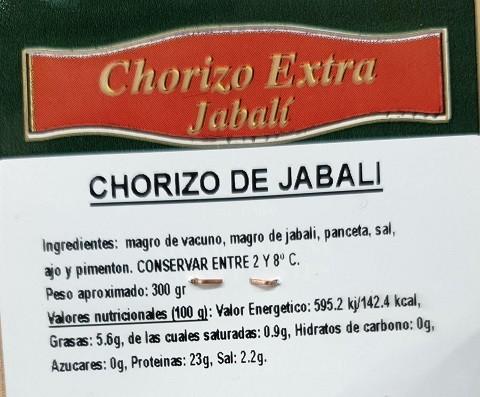 Chorizo Extra
Jabalí
CHORIZO DE JABALI
Ingredientes: magro de vacuno, magro de jabali, panceta, sal,
ajo y pimenton. CONSERVAR ENTRE 2 Y 8º C.
Peso aproximado: 300 gr
Valores nutricionales (100 g): Valor Energetico: 595.2 kj/142.4 kcal,
Grasas: 5.6g, de las cuales saturadas: 0.9g, Hidratos de carbono: 0g,
Azucares: 0g, Proteinas: 23g, Sal: 2.2g.